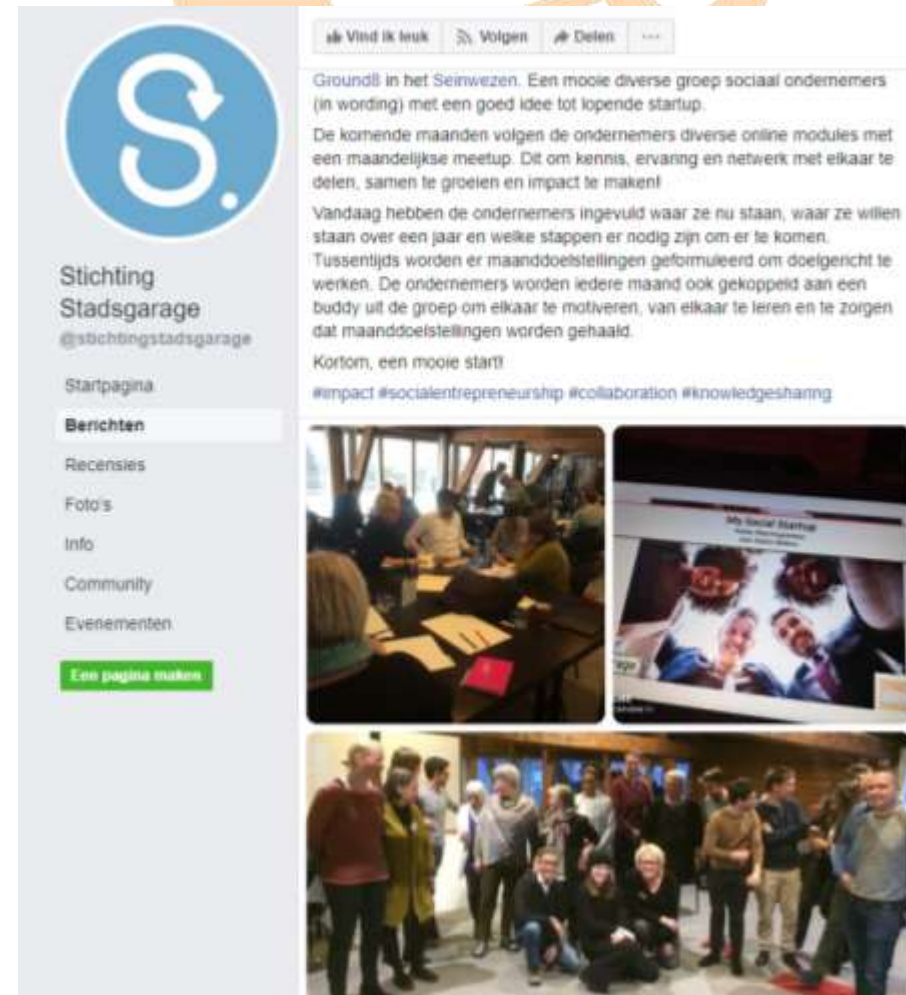 Vind ik leuk Volgen Delen ...
Ground8 in het Seinwezen. Een mooie diverse groep sociaal ondernemers
(in wording) met een goed idee tot lopende startup.
De komende maanden volgen de ondernemers diverse online modules met
een maandelijkse meetup. Dit om kennis, ervaring en netwerk met elkaar te
delen, samen te groeien en impact te maken!
Vandaag hebben de ondernemers ingevuld waar ze nu staan, waar ze willen
staan over een jaar en welke stappen er nodig zijn om er te komen.
Tussentijds worden er maanddoelstellingen geformuleerd om doelgericht te
werken. De ondernemers worden iedere maand ook gekoppeld aan een
buddy uit de groep om elkaar te motiveren, van elkaar te leren en te zorgen
dat maanddoelstellingen worden gehaald.
Kortom, een mooie start!
#impact #socialentrepreneurship #collaboration #knowledgesharing
S.
Stichting
Stadsgarage
@stichtingstadsgarage
Startpagina
Berichten
Recensies
Foto's
Info
Community
Evenementen
Een pagina maken
My Social Startup